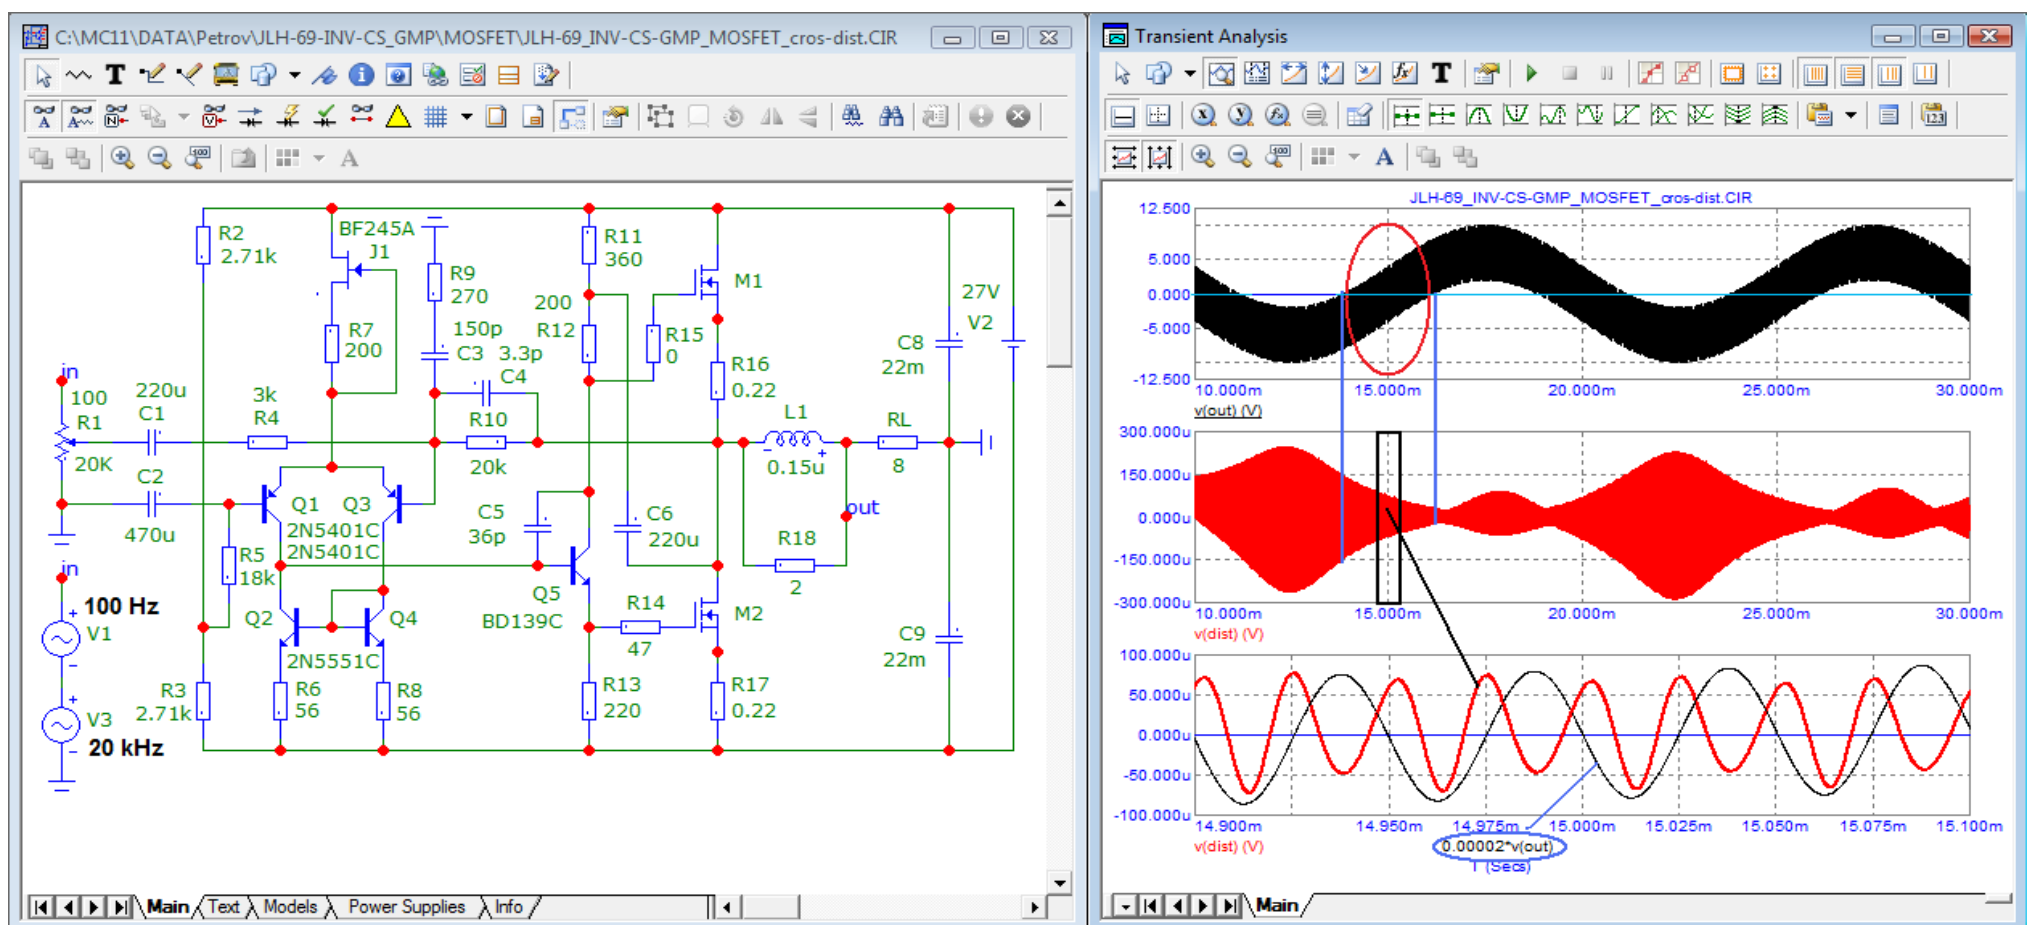 C:\MC11\DATA\Petrov\JLH-69-INV-CS_GMP\MOSFET\JLH-69_INV-CS-GMP_MOSFET_cros-dist.CIR
R2
2.71k
BF245A
J1
R9
270
R11
360
M1
27V
V2
R7
200
150p
C3
3.3p
C4
200
R12
R15
0
C8
22m
R16
0.22
in
100
R1
20K
220u
C1
3k
R4
R10
20k
L1
0.15u
RL
8
C2
470u
Q1
Q3
2N5401C
2N5401C
C5
36p
C6
220u
out
R18
2
R5
18k
in
100 Hz
V1
Q2
Q4
Q5
BD139C
R14
47
M2
C9
22m
2N5551C
R3
2.71k
R6
56
R8
56
R13
220
R17
0.22
V3
20 kHz
Main
Text
Models
Power Supplies
Info
Transient Analysis
JLH-69_INV-CS-GMP_MOSFET_cros-dist.CIR
12.500
5.000
0.000
-5.000
-12.500
10.000m 15.000m 20.000m 25.000m 30.000m
v(out) (V)
300.000u
150.000u
0.000u
-150.000u
-300.000u
10.000m 15.000m 20.000m 25.000m 30.000m
v(dist) (V)
100.000u
50.000u
0.000u
-50.000u
-100.000u
14.900m 14.950m 14.975m 15.000m 15.025m 15.050m 15.075m 15.100m
v(dist) (V)
0.00002*v(out)
T (Secs)
Main